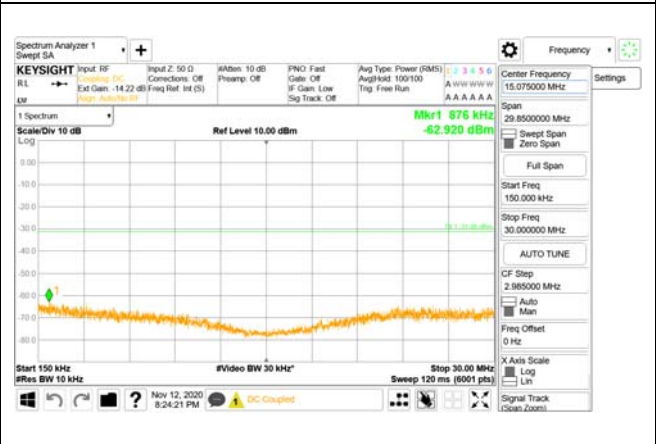 Spectrum Analyzer 1
Swept SA
Frequency
Settings
KEYSIGHT
RL
Input: RF
Coupling: DC
Ext Gain: -14.22 dB
Align: Auto/No RF
Input Z: 50 Ω
Corrections: Off
Freq Ref: Int (S)
#Atten: 10 dB
Preamp: Off
PNO: Fast
Gate: Off
IF Gain: Low
Sig Track: Off
Avg Type: Power (RMS)
Avg|Hold: 100/100
Trig: Free Run
1 2 3 4 5 6
A W W W W W
A A A A A A
1 Spectrum
Scale/Div 10 dB
Log
Ref Level 10.00 dBm
Mkr1 876 kHz
-62.920 dBm
0.00
-10.0
-20.0
-30.0
-40.0
-50.0
-60.0
-70.0
-80.0
1
Start 150 kHz
#Res BW 10 kHz
#Video BW 30 kHz*
Stop 30.00 MHz
Sweep 120 ms (6001 pts)
Nov 12, 2020
8:24:21 PM
DC Coupled
Center Frequency
15.075000 MHz
Span
29.8500000 MHz
Swept Span
Zero Span
Full Span
Start Freq
150.000 kHz
Stop Freq
30.000000 MHz
AUTO TUNE
CF Step
2.985000 MHz
Auto
Man
Freq Offset
0 Hz
X Axis Scale
Log
Lin
Signal Track
(Span Zoom)